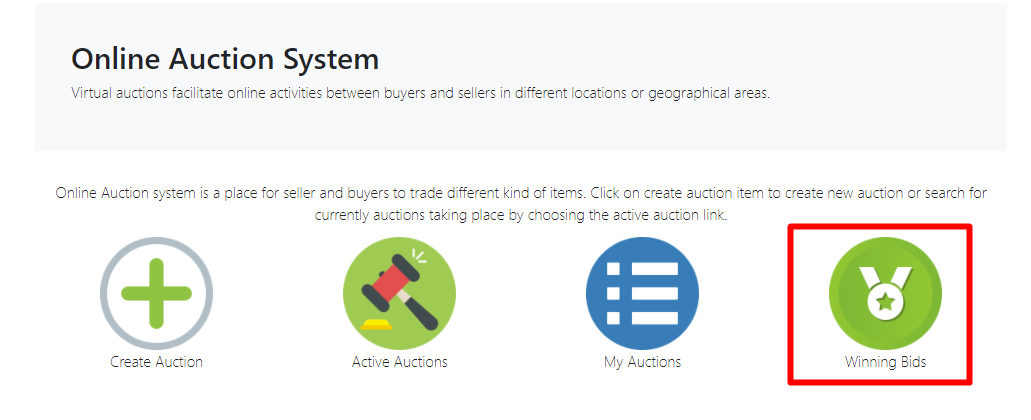 Online Auction System
Virtual auctions facilitate online activities between buyers and sellers in different locations or geographical areas.
Online Auction system is a place for seller and buyers to trade different kind of items. Click on create auction item to create new auction or search for
currently auctions taking place by choosing the active auction link.
Create Auction
Active Auctions
My Auctions
Winning Bids